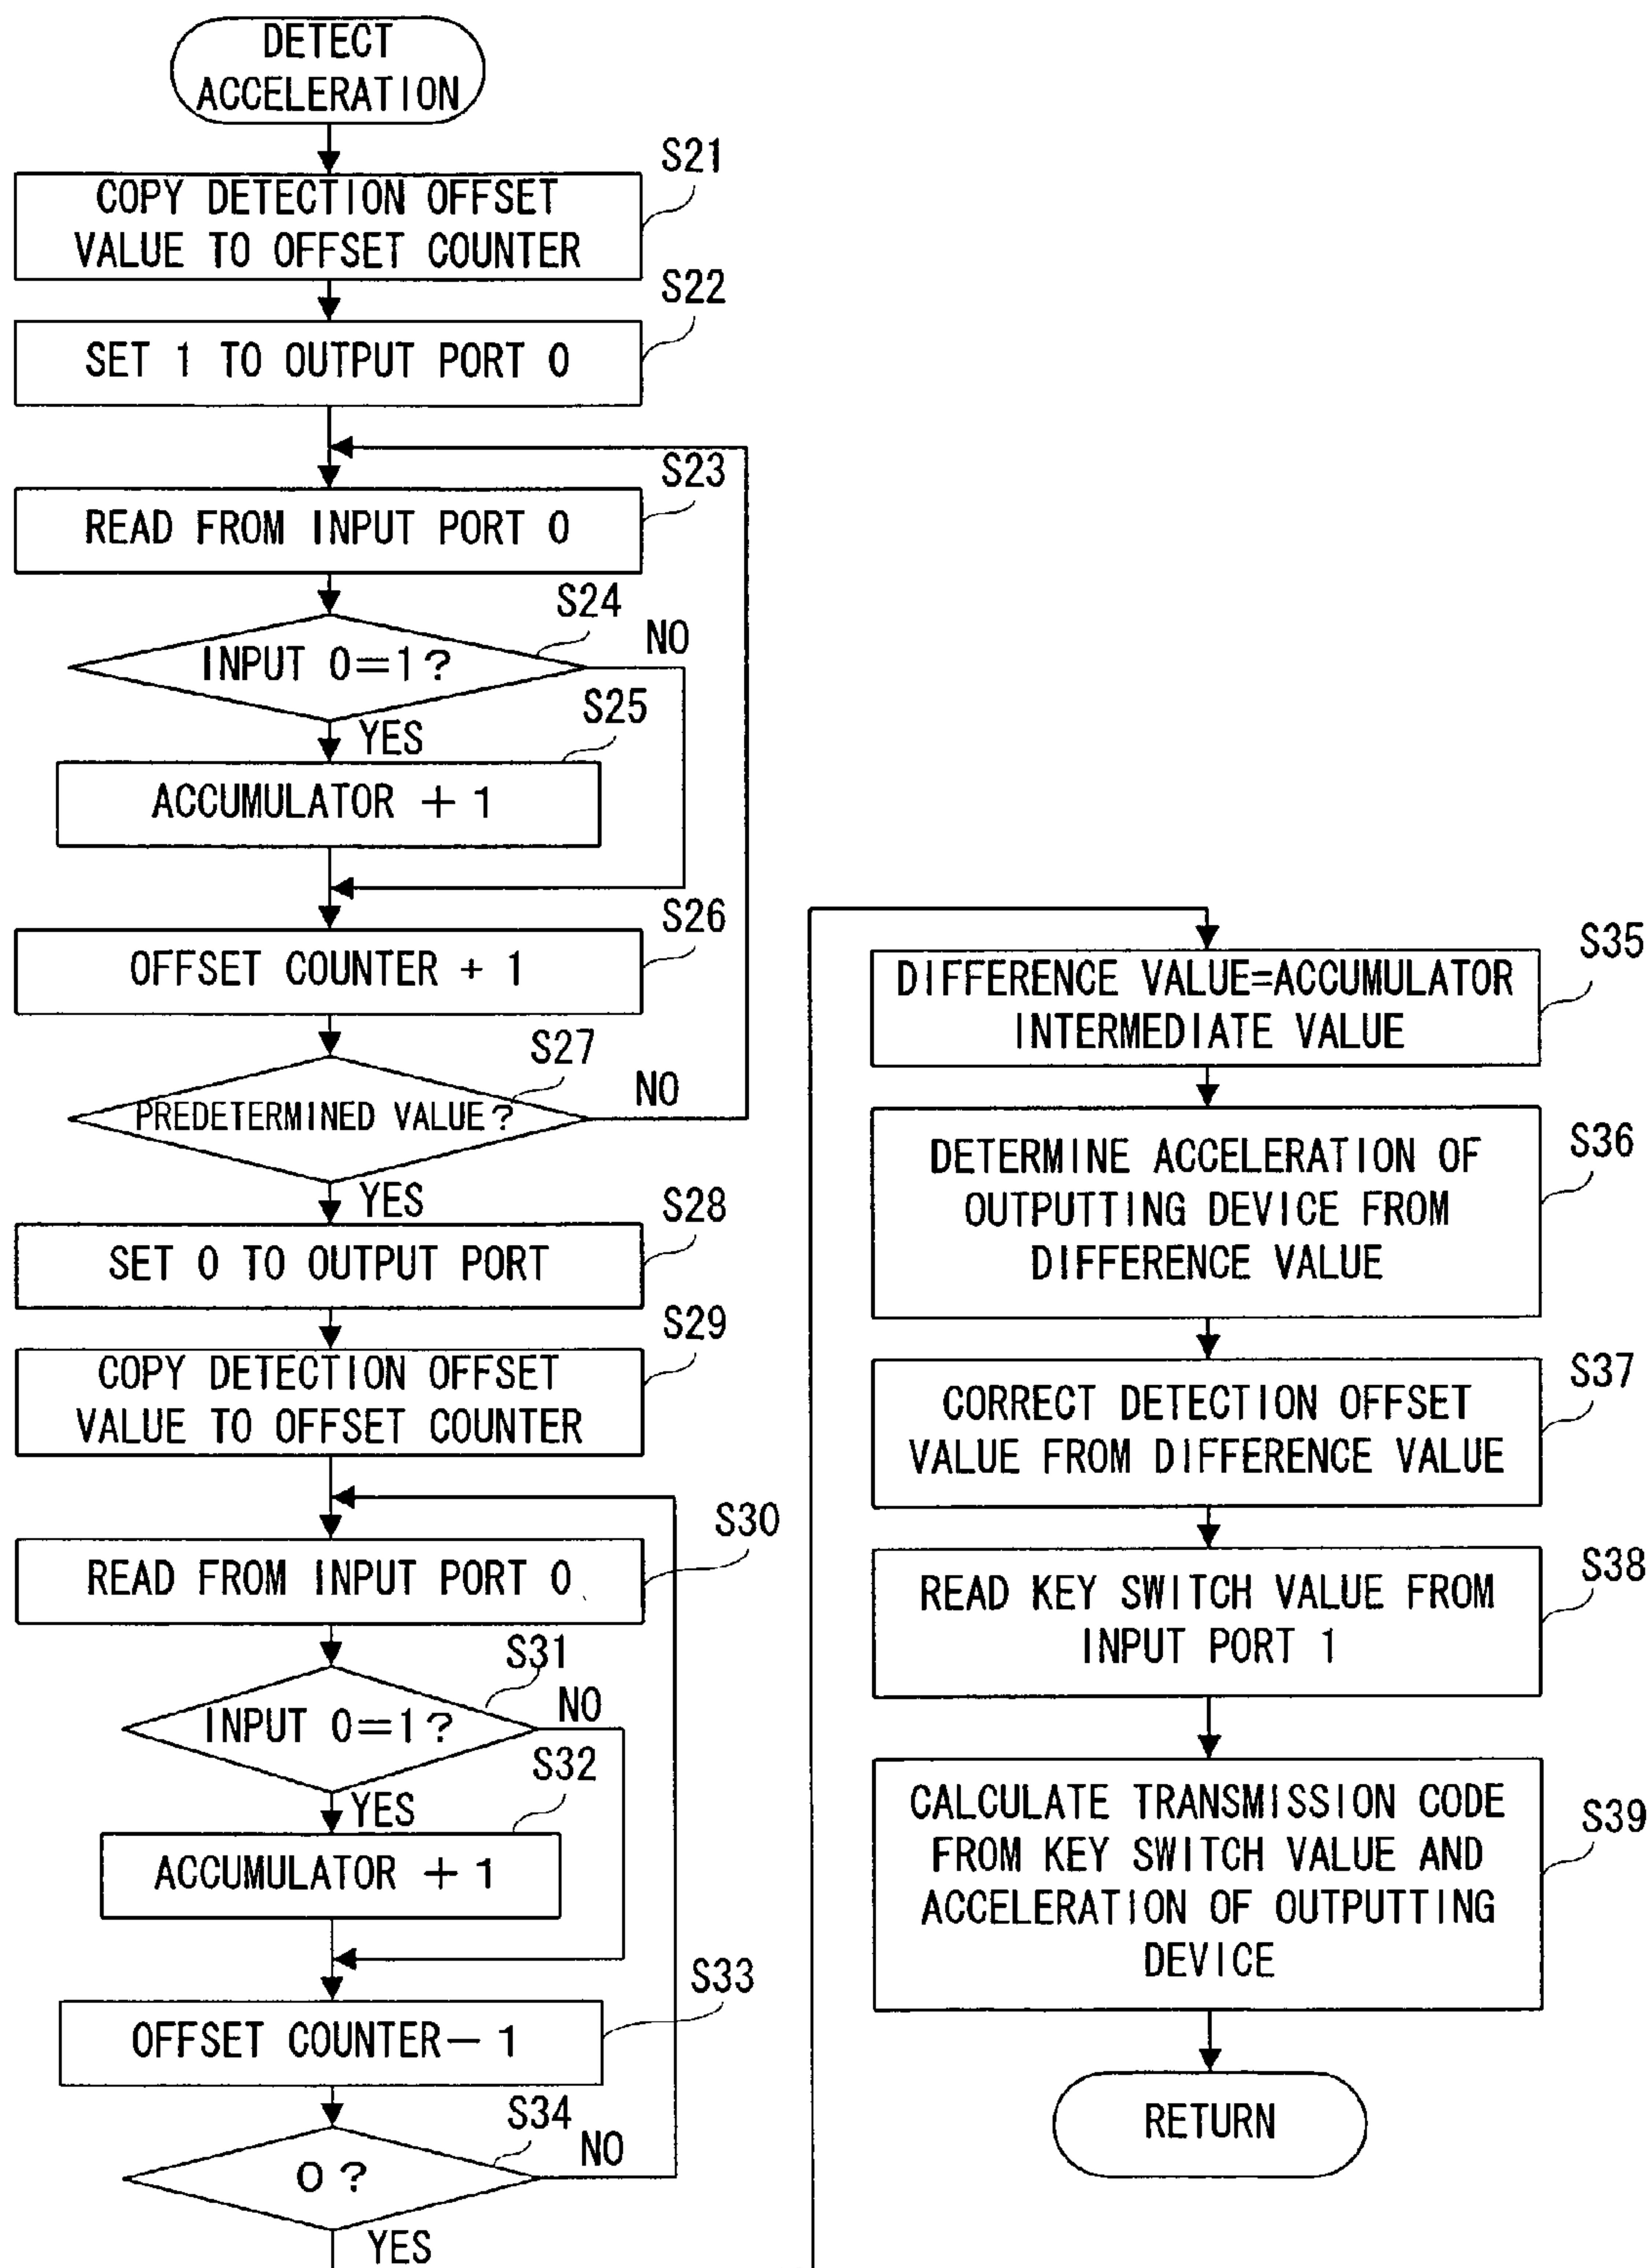 DETECT
ACCELERATION
S21
COPY DETECTION OFFSET
VALUE TO OFFSET COUNTER
S22
SET 1 TO OUTPUT PORT 0
S23
READ FROM INPUT PORT 0
S24
INPUT 0=1?
NO
YES
S25
ACCUMULATOR + 1
S26
OFFSET COUNTER + 1
S27
PREDETERMINED VALUE?
NO
YES
S28
SET 0 TO OUTPUT PORT
S29
COPY DETECTION OFFSET
VALUE TO OFFSET COUNTER
S30
READ FROM INPUT PORT 0
S31
INPUT 0=1?
NO
YES
S32
ACCUMULATOR + 1
S33
OFFSET COUNTER- 1
S34
0?
NO
YES
S35
DIFFERENCE VALUE=ACCUMULATOR
INTERMEDIATE VALUE
S36
DETERMINE ACCELERATION OF
OUTPUTTING DEVICE FROM
DIFFERENCE VALUE
S37
CORRECT DETECTION OFFSET
VALUE FROM DIFFERENCE VALUE
S38
READ KEY SWITCH VALUE FROM
INPUT PORT 1
S39
CALCULATE TRANSMISSION CODE
FROM KEY SWITCH VALUE AND
ACCELERATION OF OUTPUTTING
DEVICE
RETURN